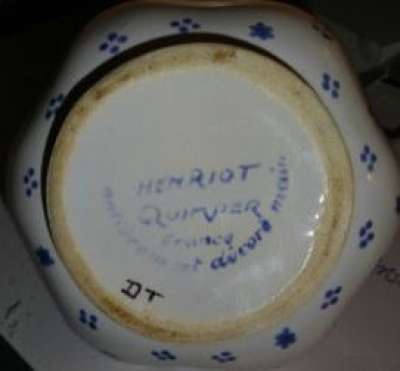 HENRIOT
QUIMPER
France
entièrement décoré main
DT